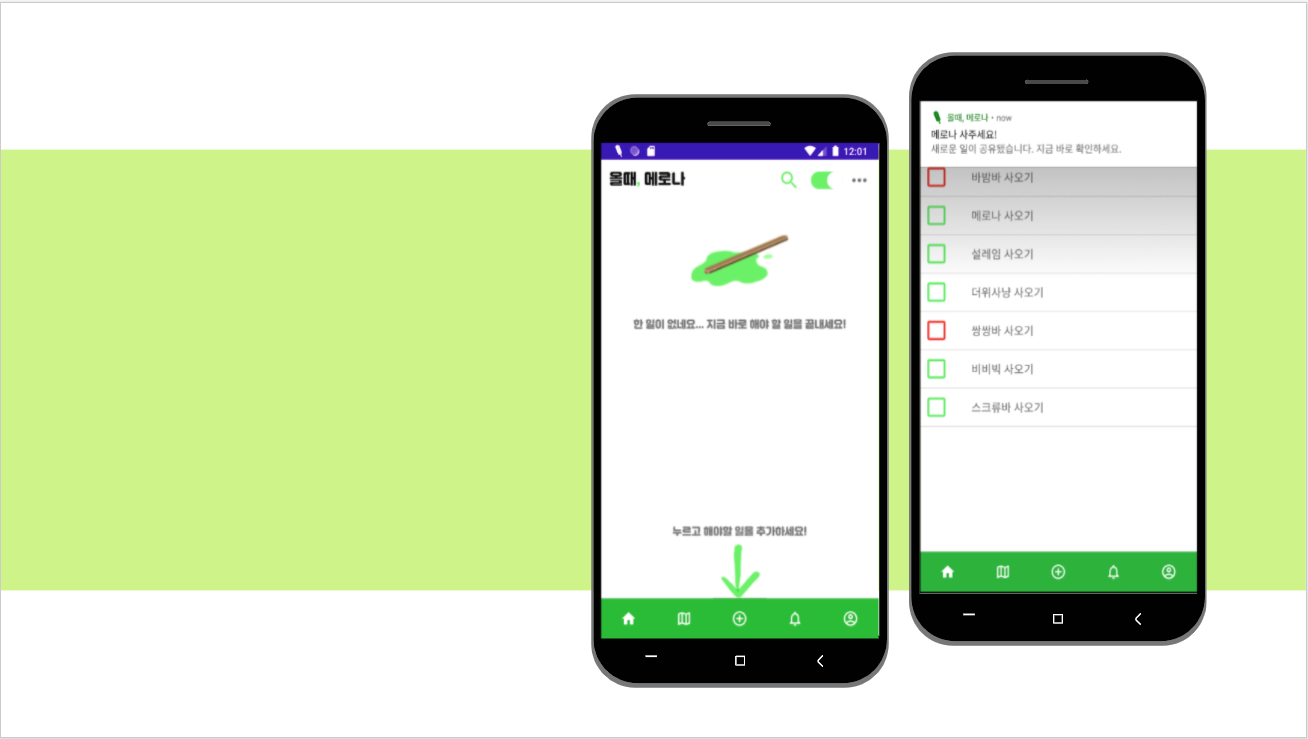 12:01
올때, 메로나
한 일이 없네요... 지금 바로 해야 할 일을 끝내세요!
누르고 해야할 일을 추가하세요!
올때, 메로나 • now
메로나 사주세요!
새로운 일이 공유됐습니다. 지금 바로 확인하세요.
바밤바 사오기
메로나 사오기
설레임 사오기
더위사냥 사오기
쌍쌍바 사오기
비비빅 사오기
스크류바 사오기